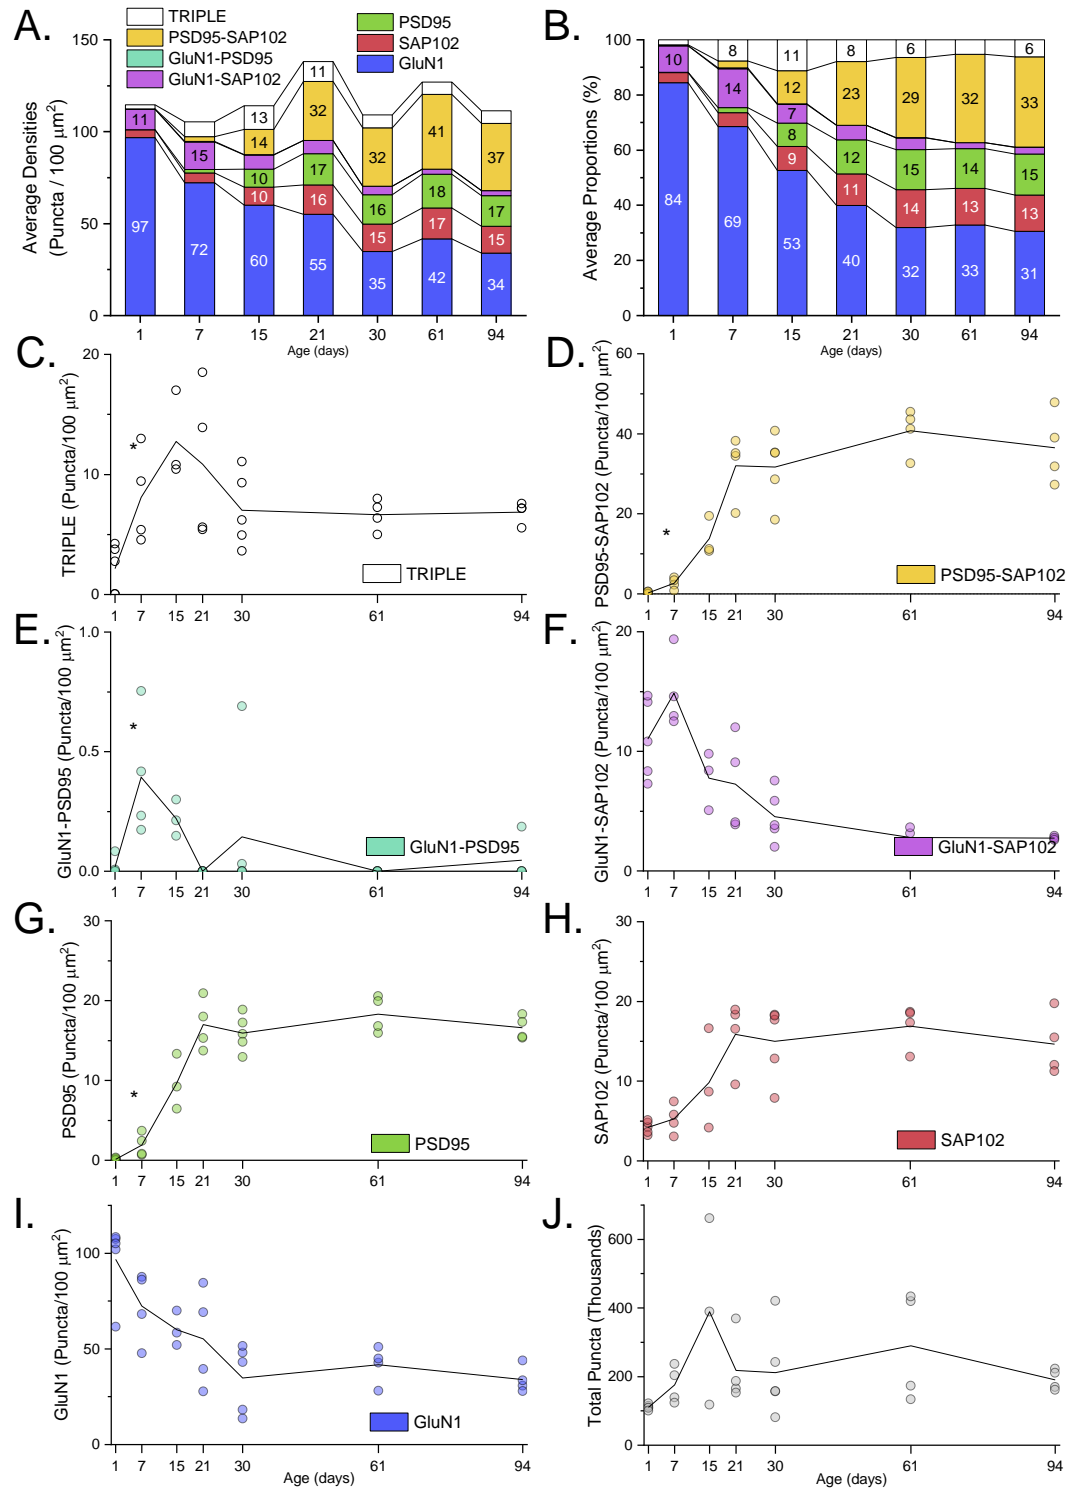 A.
TRIPLE
PSD95-SAP102
GluN1-PSD95
GluN1-SAP102
PSD95
SAP102
GluN1
Average Densities
(Puncta / 100 μm²)
150
100
50
0
11
15
13
14
10
10
11
32
17
16
32
16
15
41
18
17
37
17
15
97
72
60
55
35
42
34
1 7 15 21 30 61 94
Age (days)
B.
Average Proportions (%)
100
80
60
40
20
0
8
11
8
6
6
10
14
12
7
8
9
23
12
11
29
15
14
32
14
13
33
15
13
84
69
53
40
32
33
31
1 7 15 21 30 61 94
Age (days)
C.
TRIPLE (Puncta/100 μm²)
20
10
0
*
TRIPLE
1 7 15 21 30 61 94
D.
PSD95-SAP102 (Puncta/100 μm²)
60
40
20
0
*
PSD95-SAP102
1 7 15 21 30 61 94
E.
GluN1-PSD95 (Puncta/100 μm²)
1.0
0.5
0.0
*
GluN1-PSD95
1 7 15 21 30 61 94
F.
GluN1-SAP102 (Puncta/100 μm²)
20
10
0
GluN1-SAP102
1 7 15 21 30 61 94
G.
PSD95 (Puncta/100 μm²)
30
20
10
0
*
PSD95
1 7 15 21 30 61 94
H.
SAP102 (Puncta/100 μm²)
30
20
10
0
SAP102
1 7 15 21 30 61 94
I.
GluN1 (Puncta/100 μm²)
100
50
0
GluN1
1 7 15 21 30 61 94
Age (days)
J.
Total Puncta (Thousands)
600
400
200
0
1 7 15 21 30 61 94
Age (days)